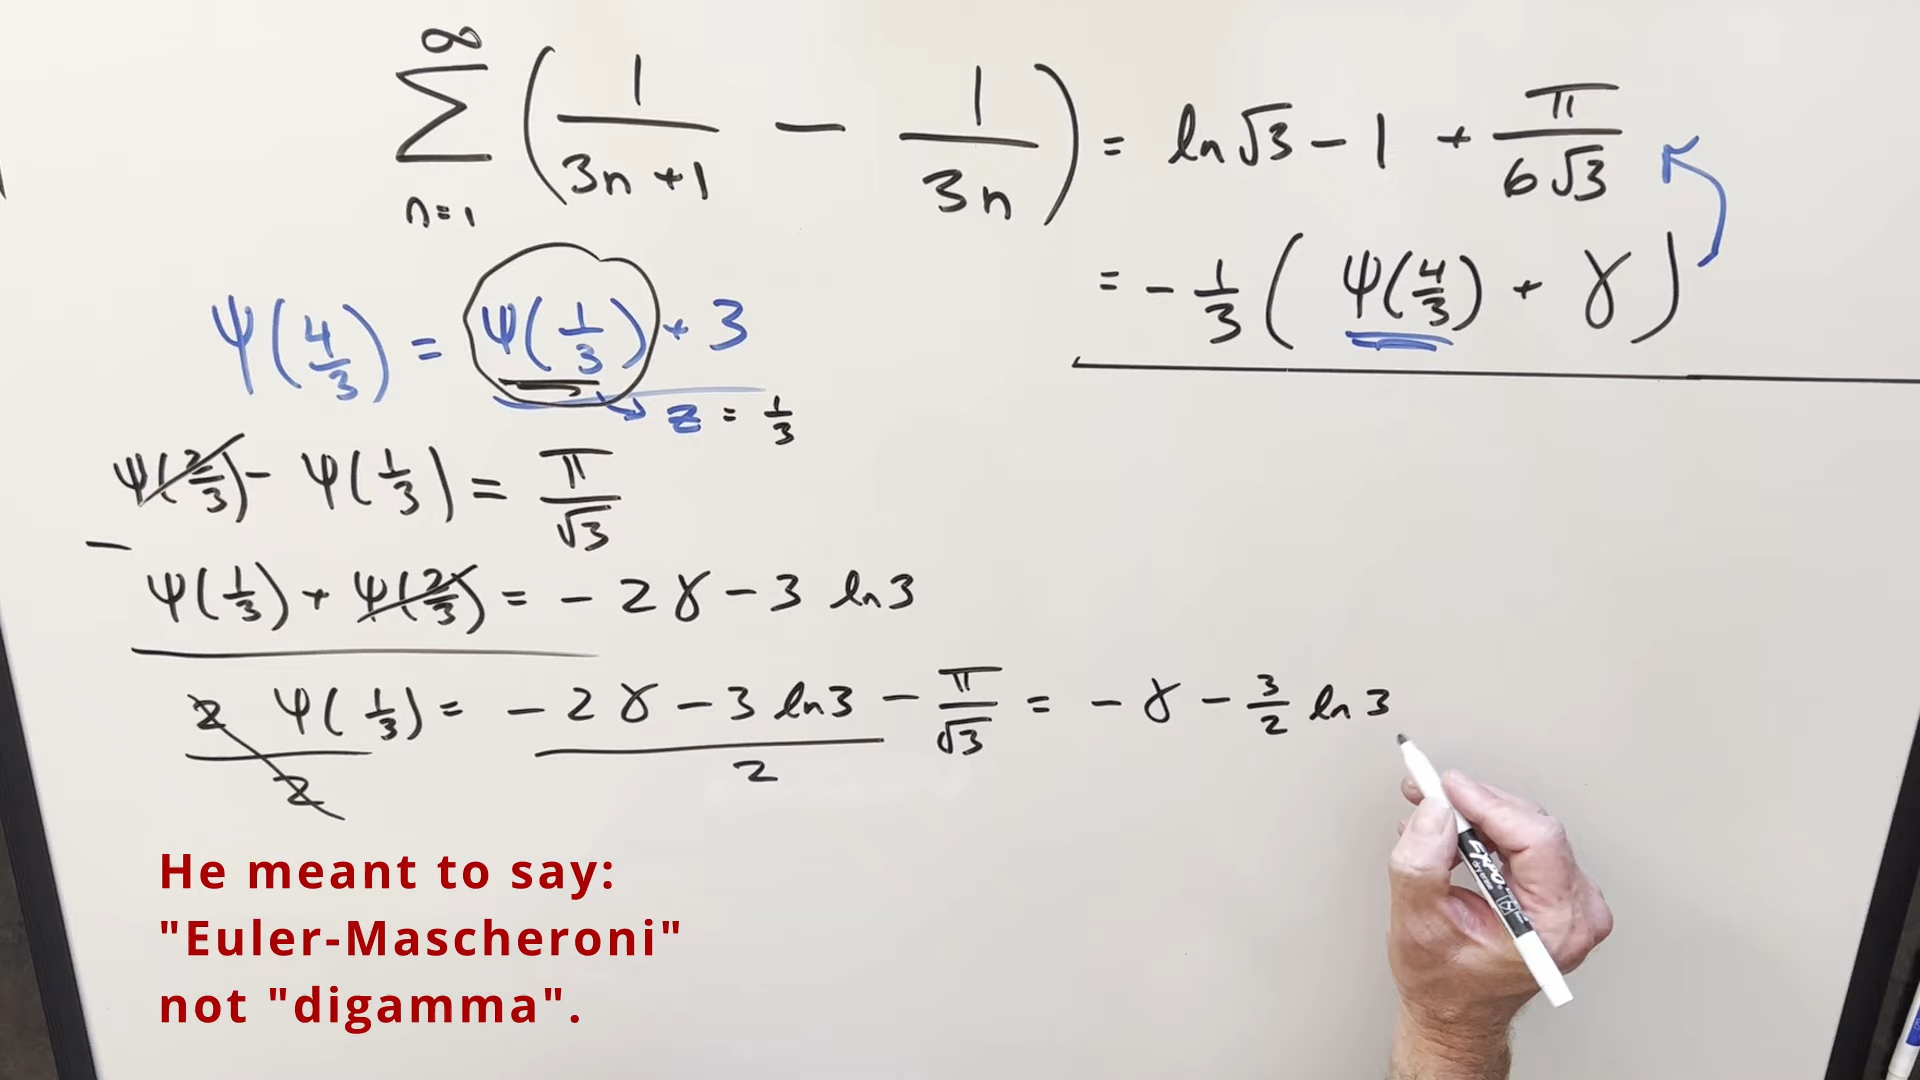 ∞
∑ ( 1/(3n+1) − 1/(3n) ) = ln√3 − 1 + π/(6√3)
n=1
= − 1/3 ( ψ(4/3) + γ )
ψ(4/3) = ψ(1/3) + 3
z = 1/3
ψ(2/3) − ψ(1/3) = π/√3
−
ψ(1/3) + ψ(2/3) = − 2γ − 3 ln3
2 ψ(1/3) / 2 = (− 2γ − 3 ln3) / 2 − π/√3 = − γ − 3/2 ln3
He meant to say:
"Euler-Mascheroni"
not "digamma".
EXPO